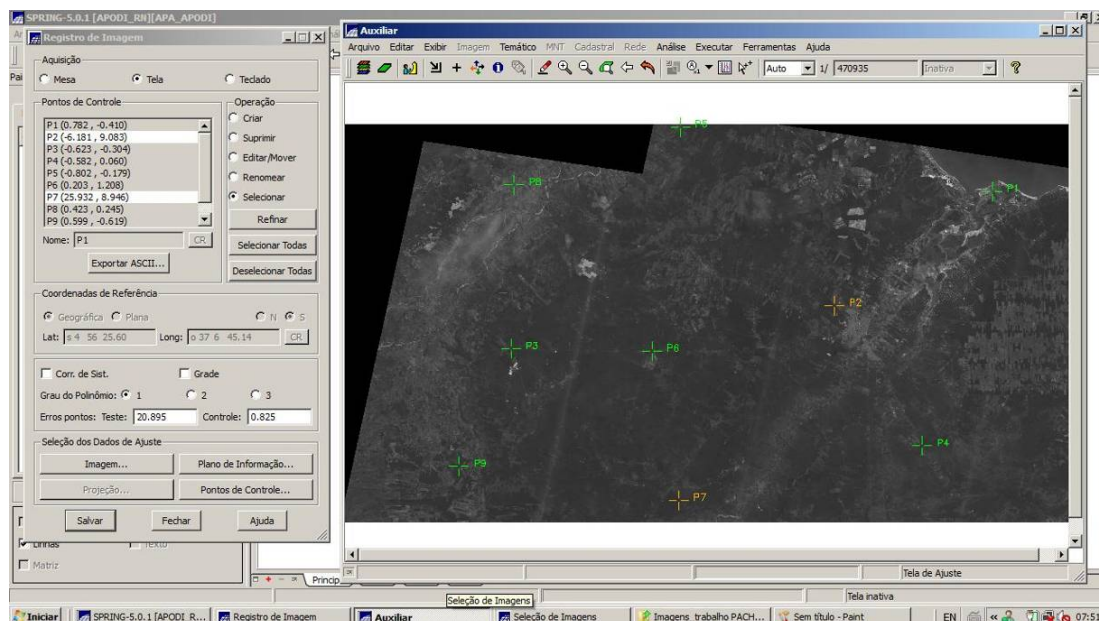 SPRING-5.0.1 [APODI_RN][APA_APODI]
Registro de Imagem
Aquisição
Mesa Tela Teclado
Pontos de Controle
P1 (0.782 , -0.410)
P2 (-6.181 , 9.083)
P3 (-0.623 , -0.304)
P4 (-0.582 , 0.060)
P5 (-0.802 , -0.179)
P6 (0.203 , 1.208)
P7 (25.932 , 8.946)
P8 (0.423 , 0.245)
P9 (0.599 , -0.619)
Nome: P1 CR
Exportar ASCII...
Operação
Criar
Suprimir
Editar/Mover
Renomear
Selecionar
Refinar
Selecionar Todas
Deselecionar Todas
Coordenadas de Referência
Geográfica Plana N S
Lat: s 4 56 25.60 Long: o 37 6 45.14 CR
Corr. de Sist. Grade
Grau do Polinômio: 1 2 3
Erros pontos: Teste: 20.895 Controle: 0.825
Seleção dos Dados de Ajuste
Imagem... Plano de Informação...
Projeção... Pontos de Controle...
Salvar Fechar Ajuda
Linhas Texto
Matriz
Auxiliar
Arquivo Editar Exibir Imagem Temático MNT Cadastral Rede Análise Executar Ferramentas Ajuda
Auto 1/ 470935 Inativa
P5
P8
P1
P2
P3
P6
P4
P9
P7
Tela de Ajuste
Princip
Seleção de Imagens
Tela inativa
Iniciar SPRING-5.0.1 [APODI_R... Registro de Imagem Auxiliar Seleção de Imagens Imagens_trabalho PACH... Sem título - Paint EN 07:51